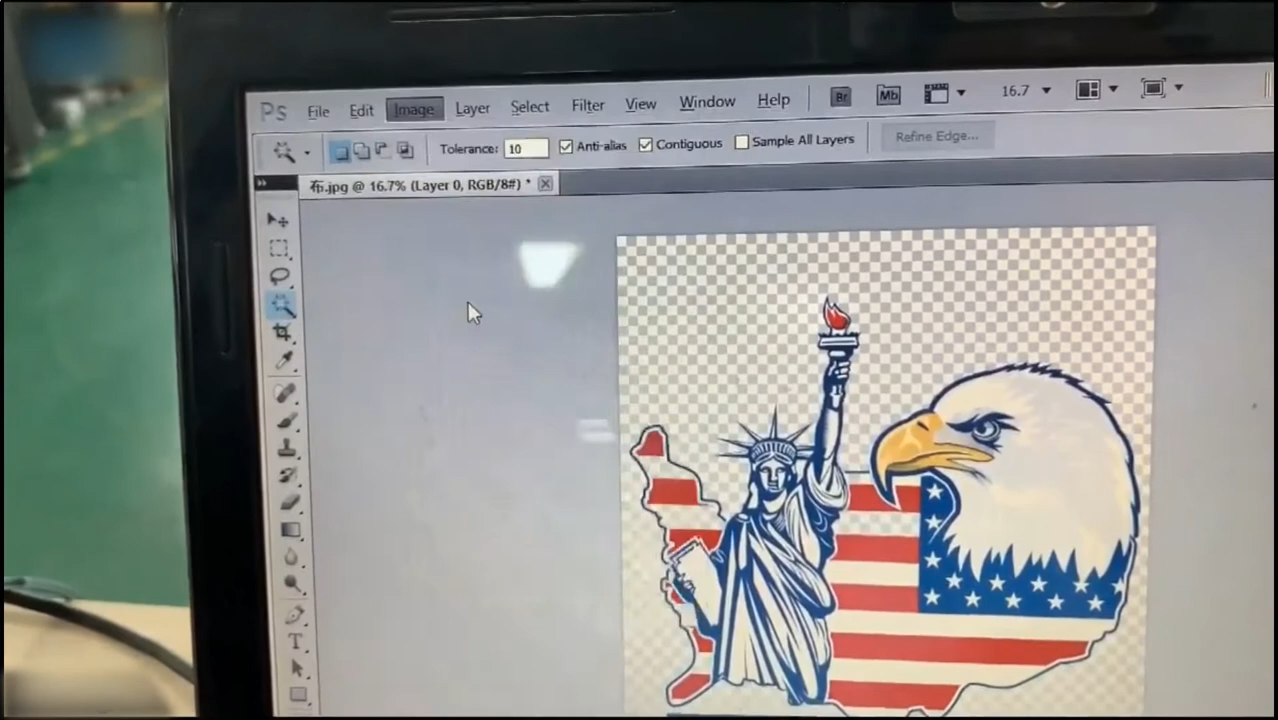 Ps File Edit Image Layer Select Filter View Window Help Br Mb 16.7
Tolerance: 10 Anti-alias Contiguous Sample All Layers Refine Edge...
布.jpg @ 16.7% (Layer 0, RGB/8#) *
T